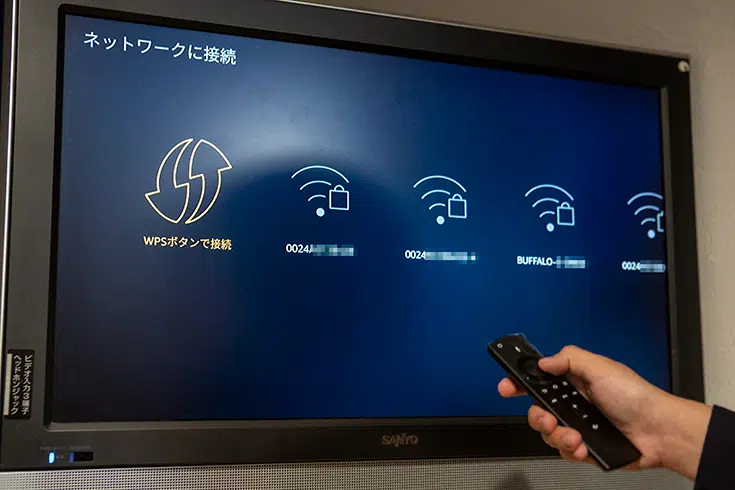 ネットワークに接続
WPSボタンで接続
0024
0024
BUFFALO-
0024
ビデオ入力3端子
ヘッドホンジャック
SANYO